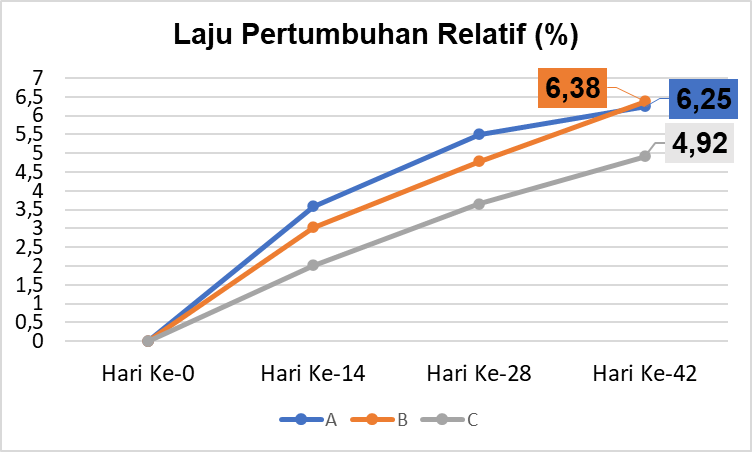 Laju Pertumbuhan Relatif (%)
7
6,5
6
5,5
5
4,5
4
3,5
3
2,5
2
1,5
1
0,5
0
6,38
6,25
4,92
Hari Ke-0
Hari Ke-14
Hari Ke-28
Hari Ke-42
A
B
C